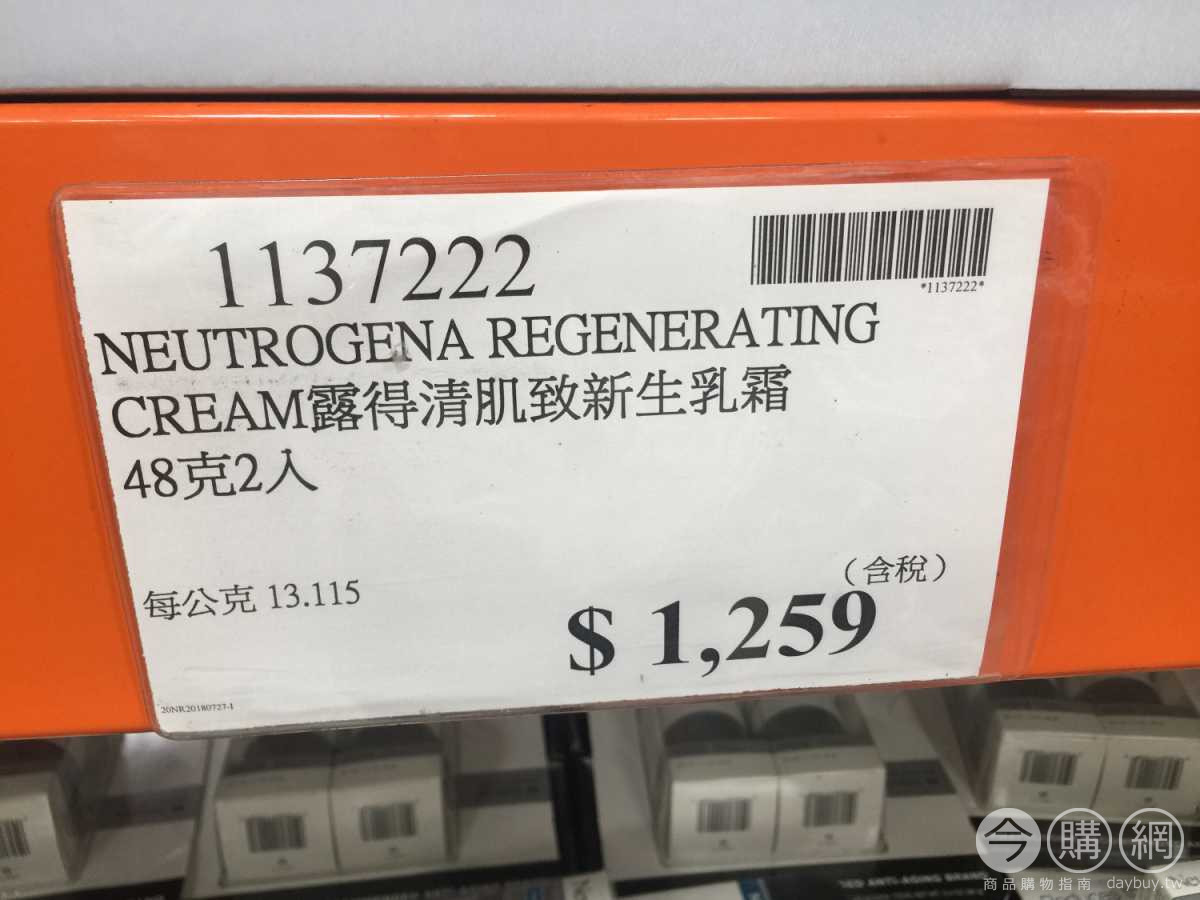 1137222
*1137222*
NEUTROGENA REGENERATING
CREAM露得清肌致新生乳霜
48克2入
每公克 13.115
（含稅）
$ 1,259
20NR20180727-1
今購網
商品購物指南 daybuy.tw